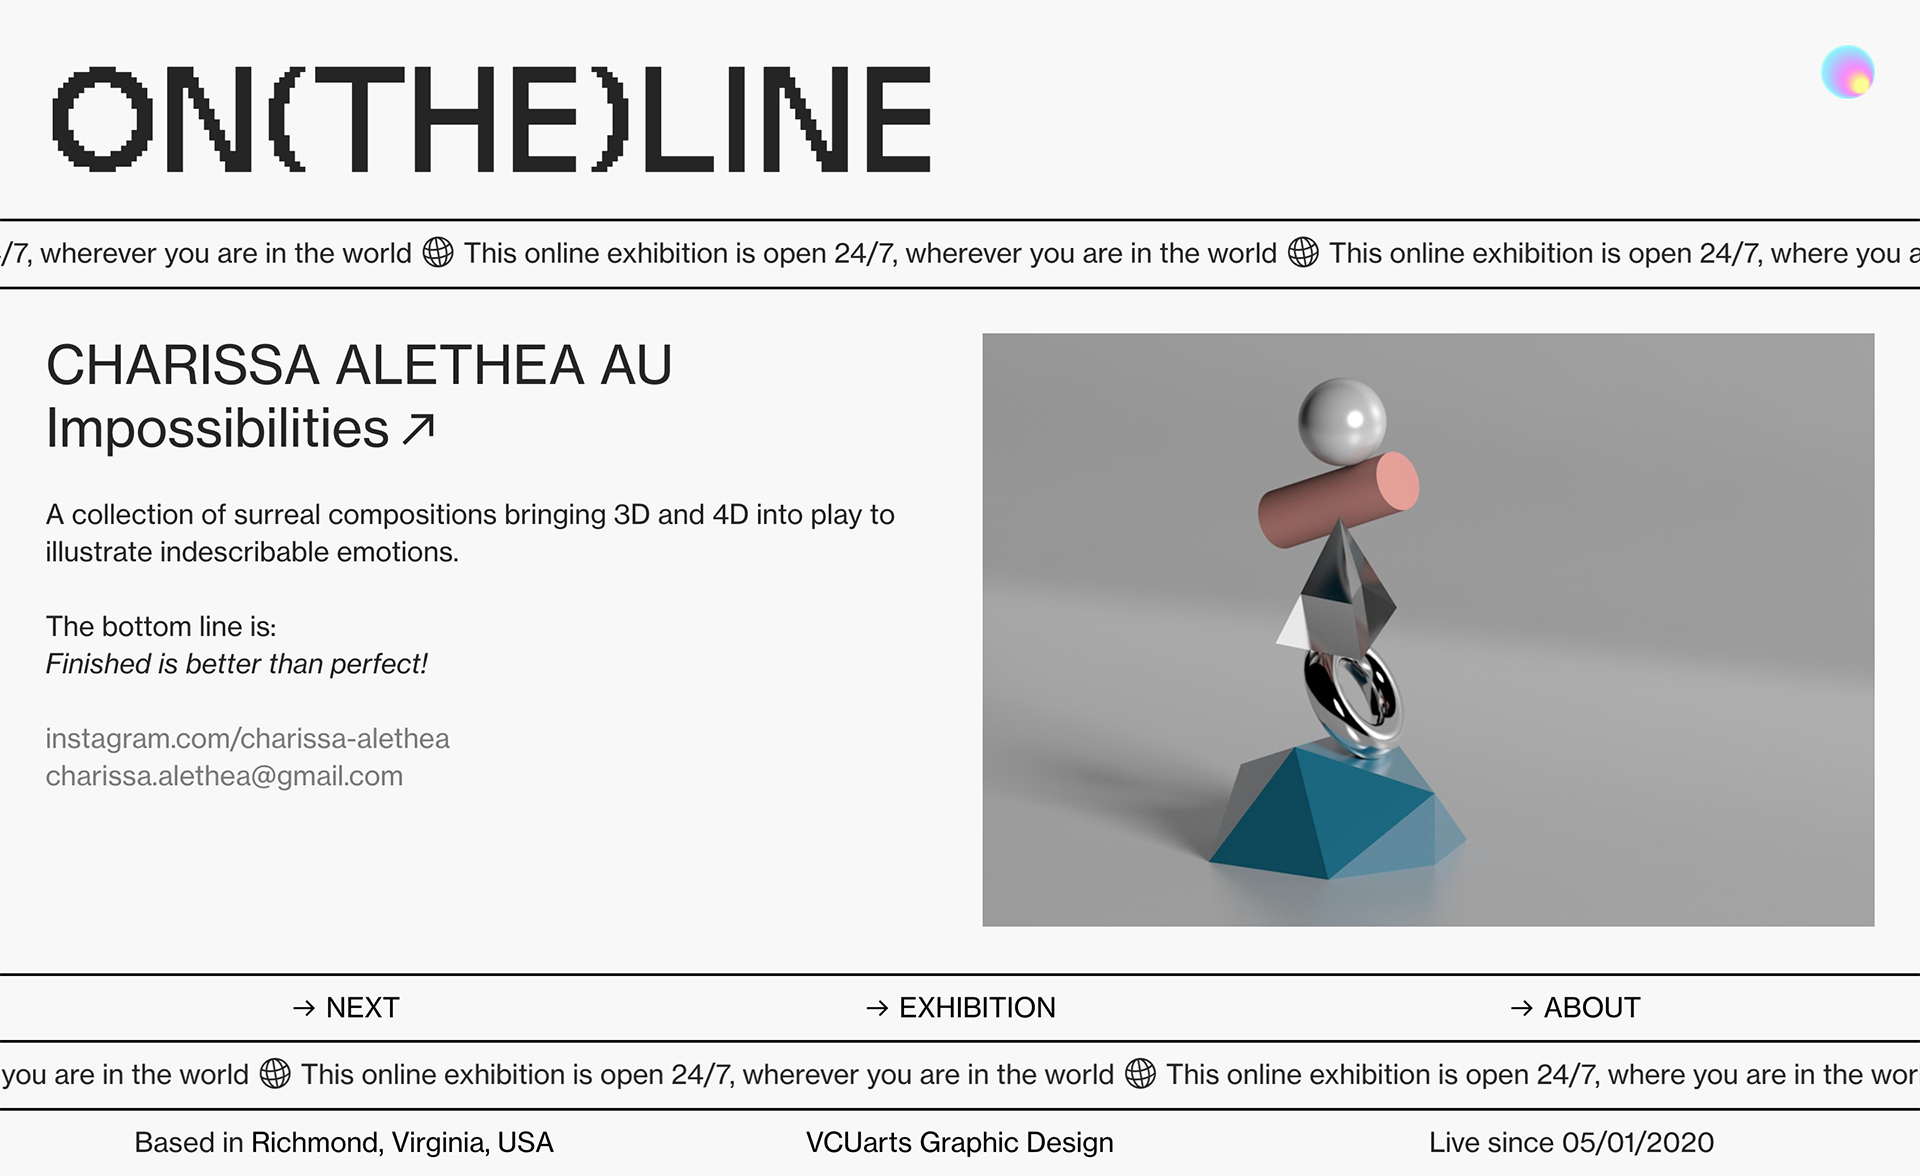 ON(THE)LINE
/7, wherever you are in the world This online exhibition is open 24/7, wherever you are in the world This online exhibition is open 24/7, where you a
CHARISSA ALETHEA AU
Impossibilities ↗
A collection of surreal compositions bringing 3D and 4D into play to
illustrate indescribable emotions.
The bottom line is:
Finished is better than perfect!
instagram.com/charissa-alethea
charissa.alethea@gmail.com
→ NEXT
→ EXHIBITION
→ ABOUT
you are in the world This online exhibition is open 24/7, wherever you are in the world This online exhibition is open 24/7, where you are in the wor
Based in Richmond, Virginia, USA
VCUarts Graphic Design
Live since 05/01/2020